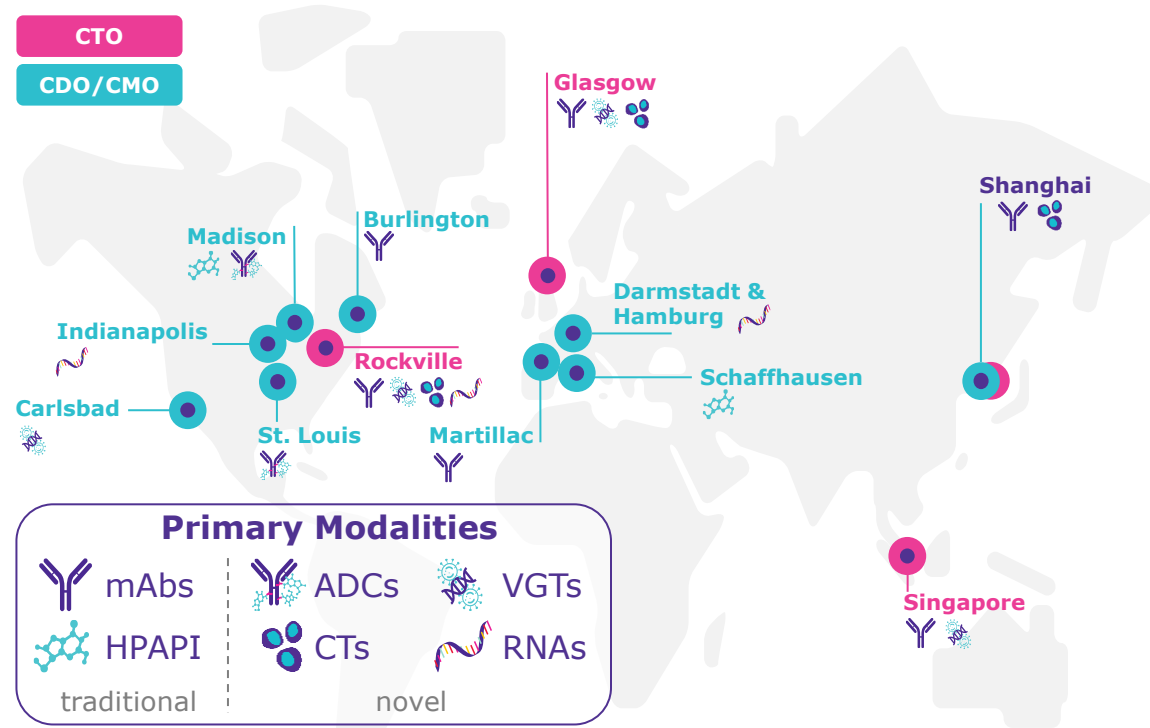 CTO
CDO/CMO
Glasgow
Shanghai
Burlington
Madison
Darmstadt &
Hamburg
Indianapolis
Rockville
Schaffhausen
Carlsbad
St. Louis
Martillac
Primary Modalities
mAbs
ADCs
VGTs
HPAPI
CTs
RNAs
traditional
novel
Singapore